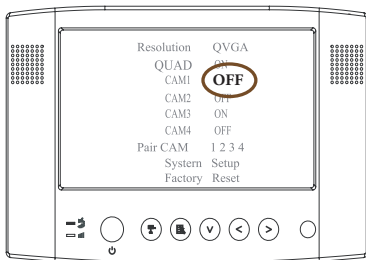 Resolution QVGA
QUAD ON
CAM1 OFF
CAM2 OFF
CAM3 ON
CAM4 OFF
Pair CAM 1 2 3 4
System Setup
Factory Reset